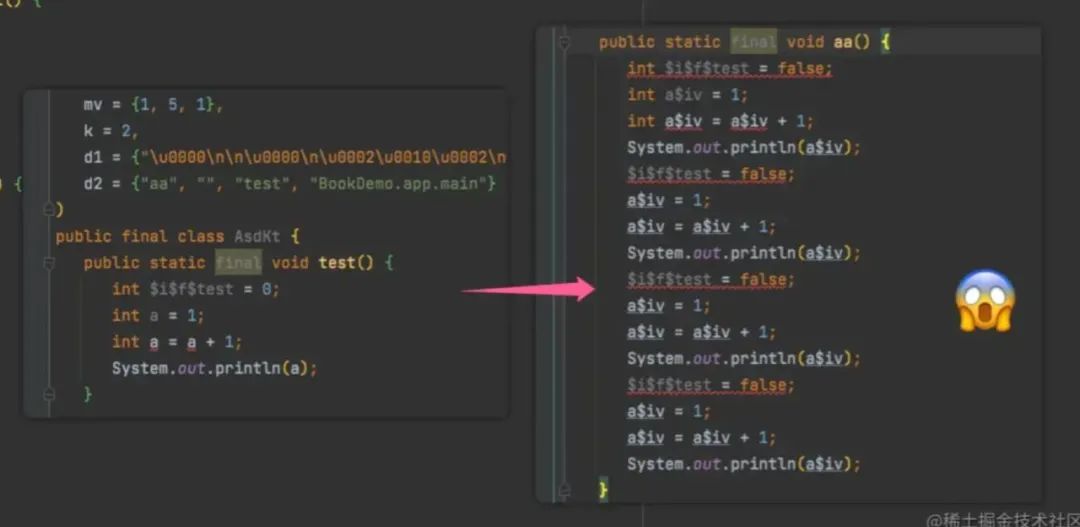 () {
mv = {1, 5, 1},
k = 2,
d1 = {"\u0000\n\n\u0000\n\u0002\u0010\u0002\n
) {
d2 = {"aa", "", "test", "BookDemo.app.main"}
)
public final class AsdKt {
public static final void test() {
int $i$f$test = 0;
int a = 1;
int a = a + 1;
System.out.println(a);
}
public static final void aa() {
int $i$f$test = false;
int a$iv = 1;
int a$iv = a$iv + 1;
System.out.println(a$iv);
$i$f$test = false;
a$iv = 1;
a$iv = a$iv + 1;
System.out.println(a$iv);
$i$f$test = false;
a$iv = 1;
a$iv = a$iv + 1;
System.out.println(a$iv);
$i$f$test = false;
a$iv = 1;
a$iv = a$iv + 1;
System.out.println(a$iv);
}
@稀土掘金技术社区